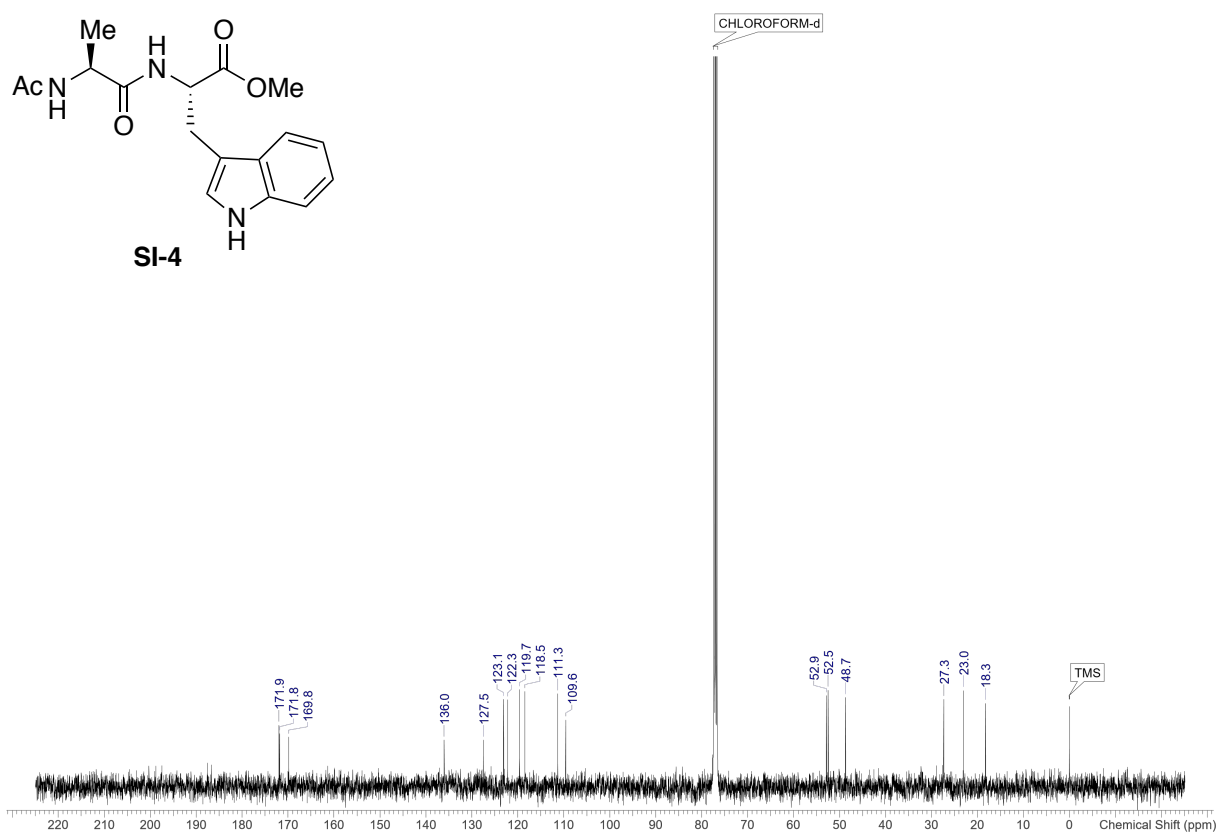 Me
H
N
O
AcN
H
O
OMe
N
H
SI-4
CHLOROFORM-d
TMS
171.9
171.8
169.8
136.0
127.5
123.1
122.3
119.7
118.5
111.3
109.6
52.9
52.5
48.7
27.3
23.0
18.3
220 210 200 190 180 170 160 150 140 130 120 110 100 90 80 70 60 50 40 30 20 10 0 Chemical Shift (ppm)